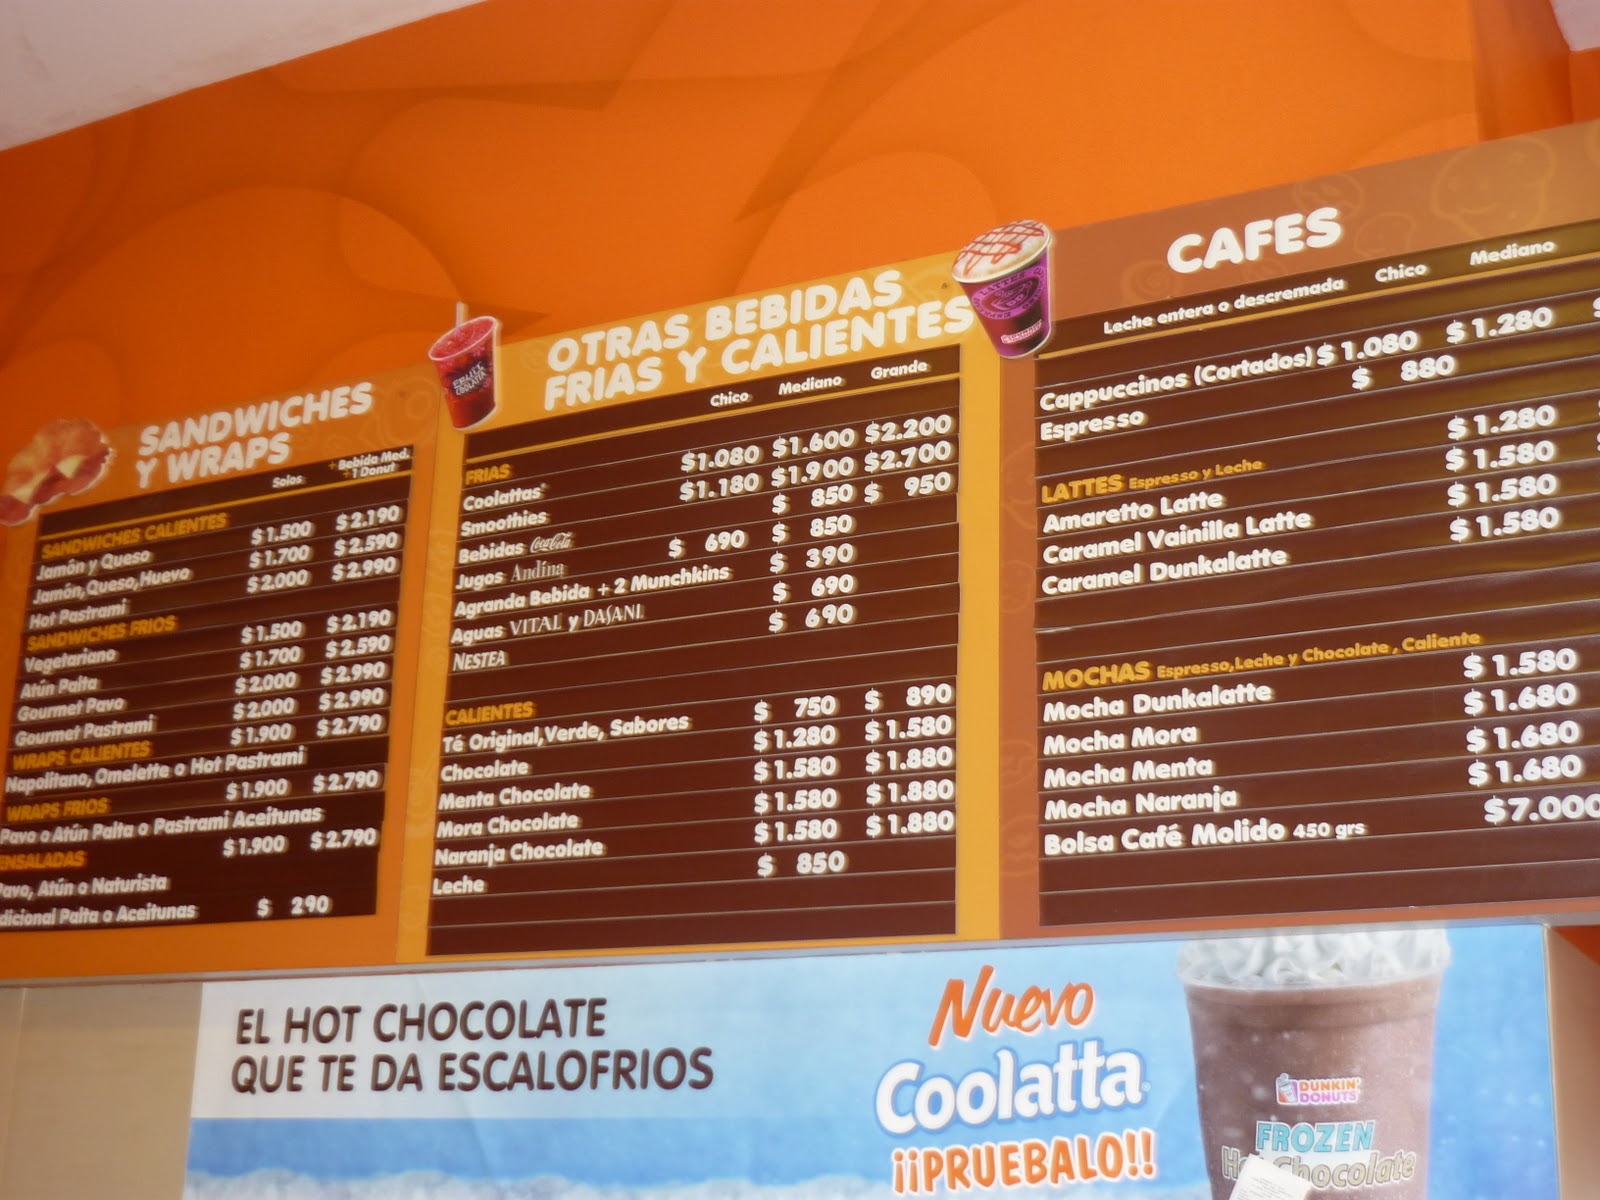 SANDWICHES
Y WRAPS
Solos + Bebida Med. + 1 Donut
SANDWICHES CALIENTES
Jamón y Queso $1.500 $2.190
Jamón, Queso, Huevo $1.700 $2.590
Hot Pastrami $2.000 $2.990
SANDWICHES FRIOS
Vegetariano $1.500 $2.190
Atún Palta $1.700 $2.590
Gourmet Pavo $2.000 $2.990
Gourmet Pastrami $2.000 $2.990
WRAPS CALIENTES $1.900 $2.790
Napolitano, Omelette o Hot Pastrami
WRAPS FRIOS $1.900 $2.790
Pavo o Atún Palta o Pastrami Aceitunas
ENSALADAS $1.900 $2.790
Pavo, Atún o Naturista
dicional Palta o Aceitunas $ 290
OTRAS BEBIDAS
FRIAS Y CALIENTES
Chico Mediano Grande
FRIAS
Coolattas $1.080 $1.600 $2.200
Smoothies $1.180 $1.900 $2.700
Bebidas Coca-Cola $ 850 $ 950
Jugos Andina $ 690 $ 850
Agranda Bebida + 2 Munchkins $ 390
Aguas VITAL y DASANI $ 690
NESTEA $ 690
CALIENTES
Té Original, Verde, Sabores $ 750 $ 890
Chocolate $1.280 $1.580
Menta Chocolate $1.580 $1.880
Mora Chocolate $1.580 $1.880
Naranja Chocolate $1.580 $1.880
Leche $ 850
CAFES
Leche entera o descremada Chico Mediano
Cappuccinos (Cortados) $1.080 $1.280 $
Espresso $ 880
LATTES Espresso y Leche $1.280
Amaretto Latte $1.580
Caramel Vainilla Latte $1.580
Caramel Dunkalatte $1.580
MOCHAS Espresso, Leche y Chocolate, Caliente
Mocha Dunkalatte $1.580
Mocha Mora $1.680
Mocha Menta $1.680
Mocha Naranja $1.680
Bolsa Café Molido 450 grs $7.000
EL HOT CHOCOLATE
QUE TE DA ESCALOFRIOS
Nuevo
Coolatta
¡¡PRUEBALO!!
DUNKIN'
DONUTS
FROZEN
Hot Chocolate